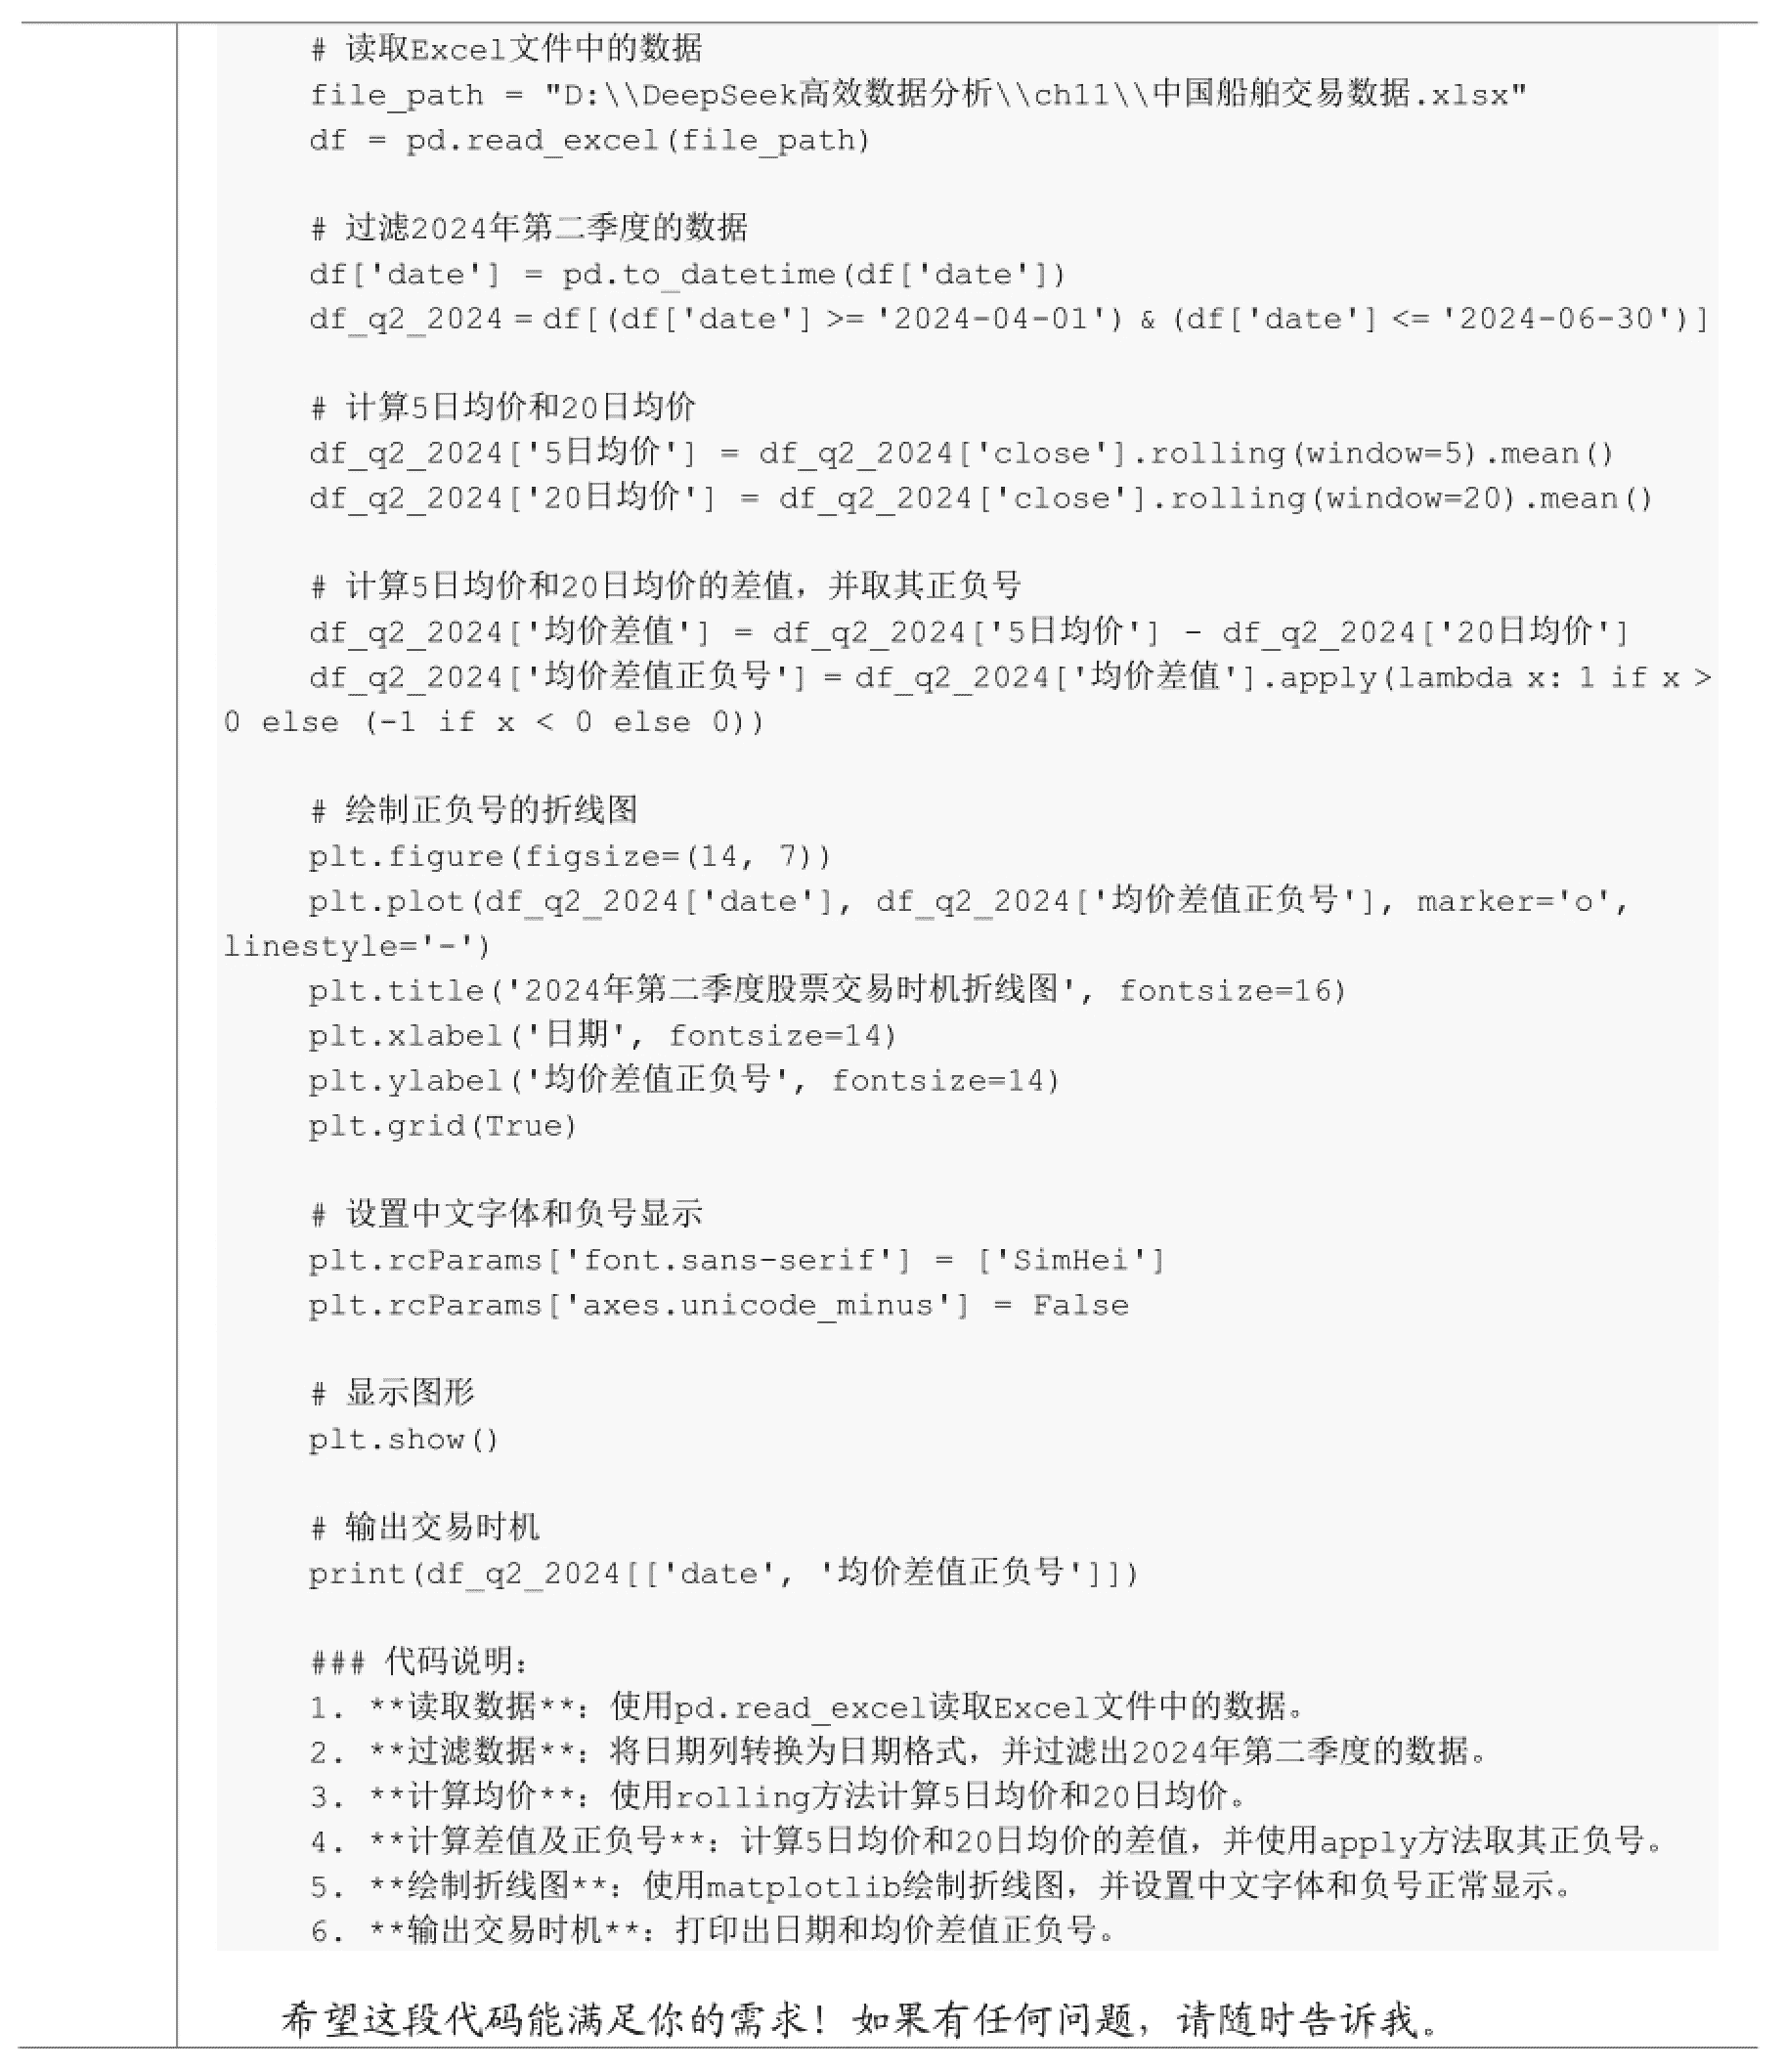 # 读取Excel文件中的数据
file_path = "D:\\DeepSeek高效数据分析\\ch11\\中国船舶交易数据.xlsx"
df = pd.read_excel(file_path)
# 过滤2024年第二季度的数据
df['date'] = pd.to_datetime(df['date'])
df_q2_2024 = df[(df['date'] >= '2024-04-01') & (df['date'] <= '2024-06-30')]
# 计算5日均价和20日均价
df_q2_2024['5日均价'] = df_q2_2024['close'].rolling(window=5).mean()
df_q2_2024['20日均价'] = df_q2_2024['close'].rolling(window=20).mean()
# 计算5日均价和20日均价的差值，并取其正负号
df_q2_2024['均价差值'] = df_q2_2024['5日均价'] - df_q2_2024['20日均价']
df_q2_2024['均价差值正负号'] = df_q2_2024['均价差值'].apply(lambda x: 1 if x >
0 else (-1 if x < 0 else 0))
# 绘制正负号的折线图
plt.figure(figsize=(14, 7))
plt.plot(df_q2_2024['date'], df_q2_2024['均价差值正负号'], marker='o',
linestyle='-')
plt.title('2024年第二季度股票交易时机折线图', fontsize=16)
plt.xlabel('日期', fontsize=14)
plt.ylabel('均价差值正负号', fontsize=14)
plt.grid(True)
# 设置中文字体和负号显示
plt.rcParams['font.sans-serif'] = ['SimHei']
plt.rcParams['axes.unicode_minus'] = False
# 显示图形
plt.show()
# 输出交易时机
print(df_q2_2024[['date', '均价差值正负号']])
### 代码说明：
1. **读取数据**：使用pd.read_excel读取Excel文件中的数据。
2. **过滤数据**：将日期列转换为日期格式，并过滤出2024年第二季度的数据。
3. **计算均价**：使用rolling方法计算5日均价和20日均价。
4. **计算差值及正负号**：计算5日均价和20日均价的差值，并使用apply方法取其正负号。
5. **绘制折线图**：使用matplotlib绘制折线图，并设置中文字体和负号正常显示。
6. **输出交易时机**：打印出日期和均价差值正负号。
希望这段代码能满足你的需求！如果有任何问题，请随时告诉我。